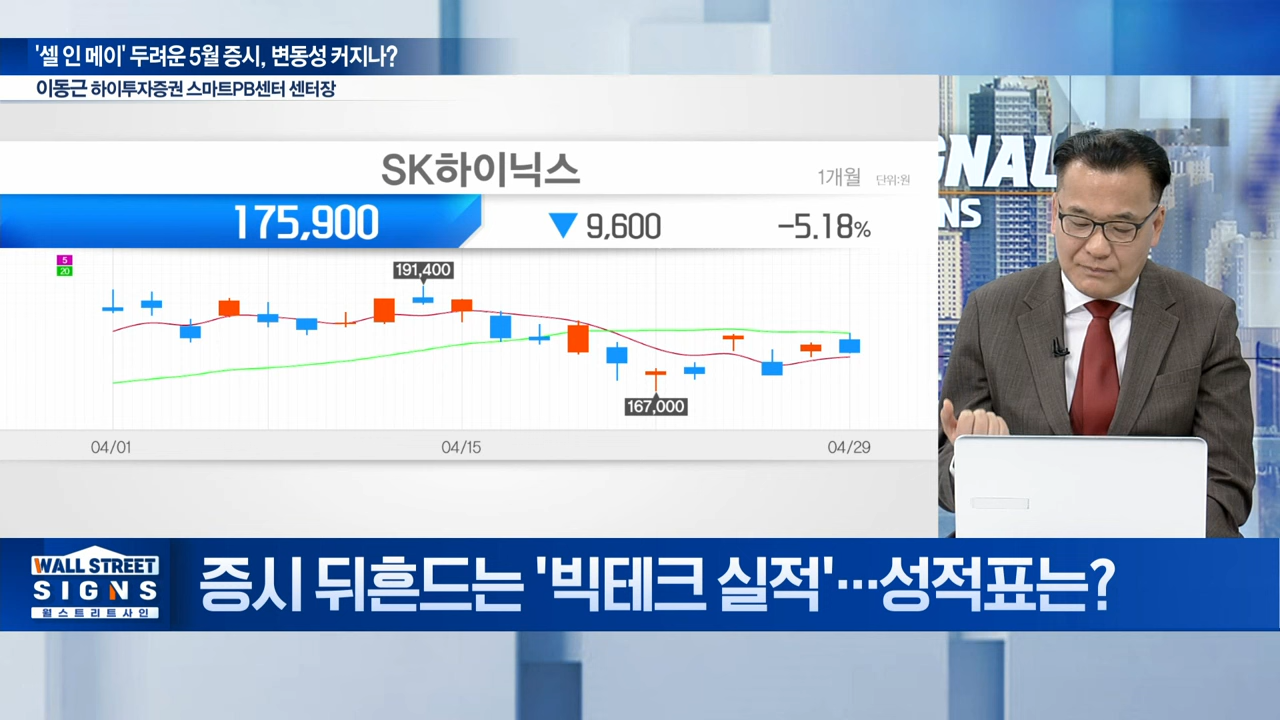 '셀 인 메이' 두려운 5월 증시, 변동성 커지나?
이동근 하이투자증권 스마트PB센터 센터장
SK하이닉스
1개월 단위:원
175,900 ▼ 9,600 -5.18%
5
20
191,400
167,000
04/01 04/15 04/29
GNAL
NS
WALL STREET
SIGNS
월스트리트사인
증시 뒤흔드는 '빅테크 실적'…성적표는?